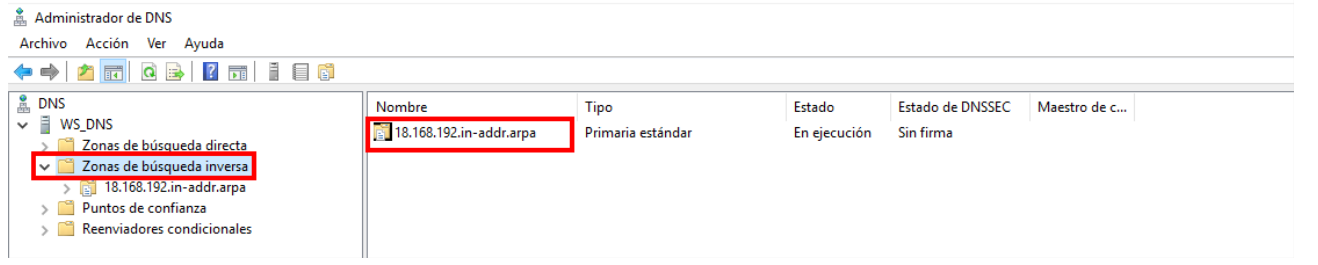 Administrador de DNS
Archivo Acción Ver Ayuda
DNS
WS_DNS
Zonas de búsqueda directa
Zonas de búsqueda inversa
18.168.192.in-addr.arpa
Puntos de confianza
Reenviadores condicionales
Nombre Tipo Estado Estado de DNSSEC Maestro de c...
18.168.192.in-addr.arpa Primaria estándar En ejecución Sin firma